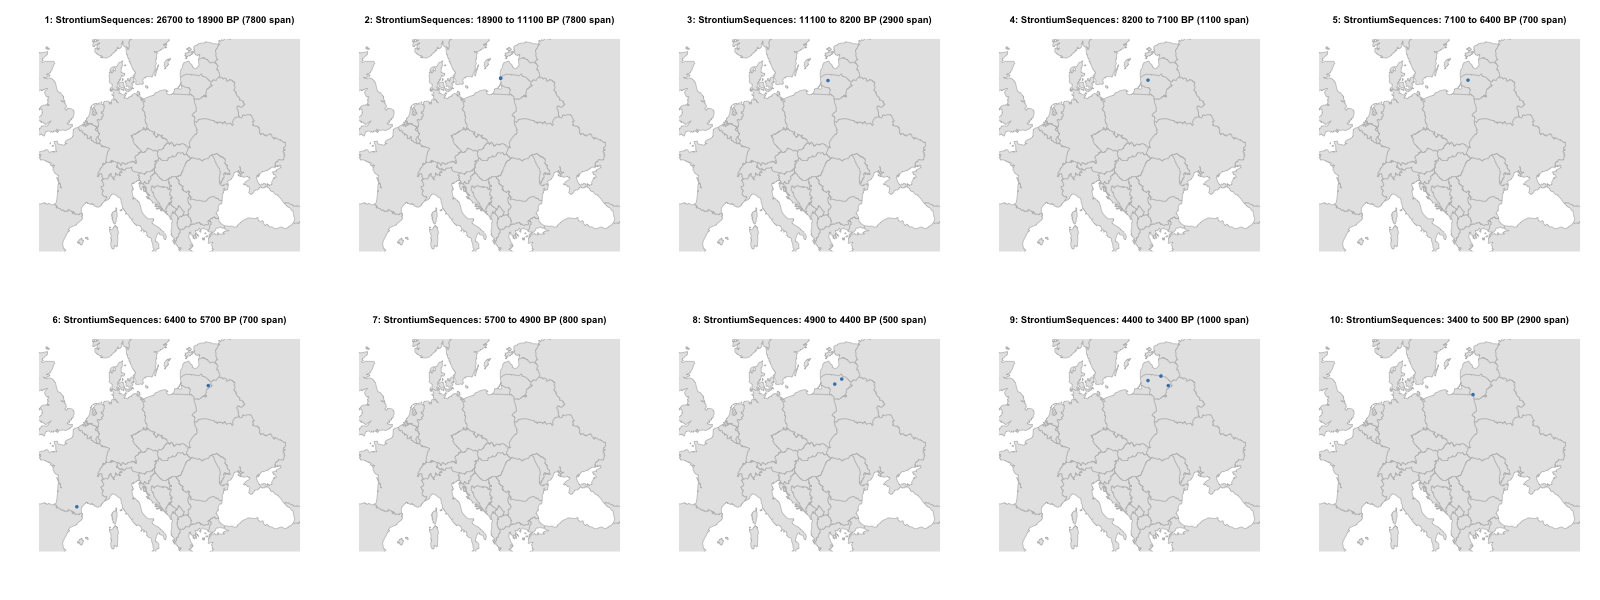 1: StrontiumSequences: 26700 to 18900 BP (7800 span)
2: StrontiumSequences: 18900 to 11100 BP (7800 span)
3: StrontiumSequences: 11100 to 8200 BP (2900 span)
4: StrontiumSequences: 8200 to 7100 BP (1100 span)
5: StrontiumSequences: 7100 to 6400 BP (700 span)
6: StrontiumSequences: 6400 to 5700 BP (700 span)
7: StrontiumSequences: 5700 to 4900 BP (800 span)
8: StrontiumSequences: 4900 to 4400 BP (500 span)
9: StrontiumSequences: 4400 to 3400 BP (1000 span)
10: StrontiumSequences: 3400 to 500 BP (2900 span)